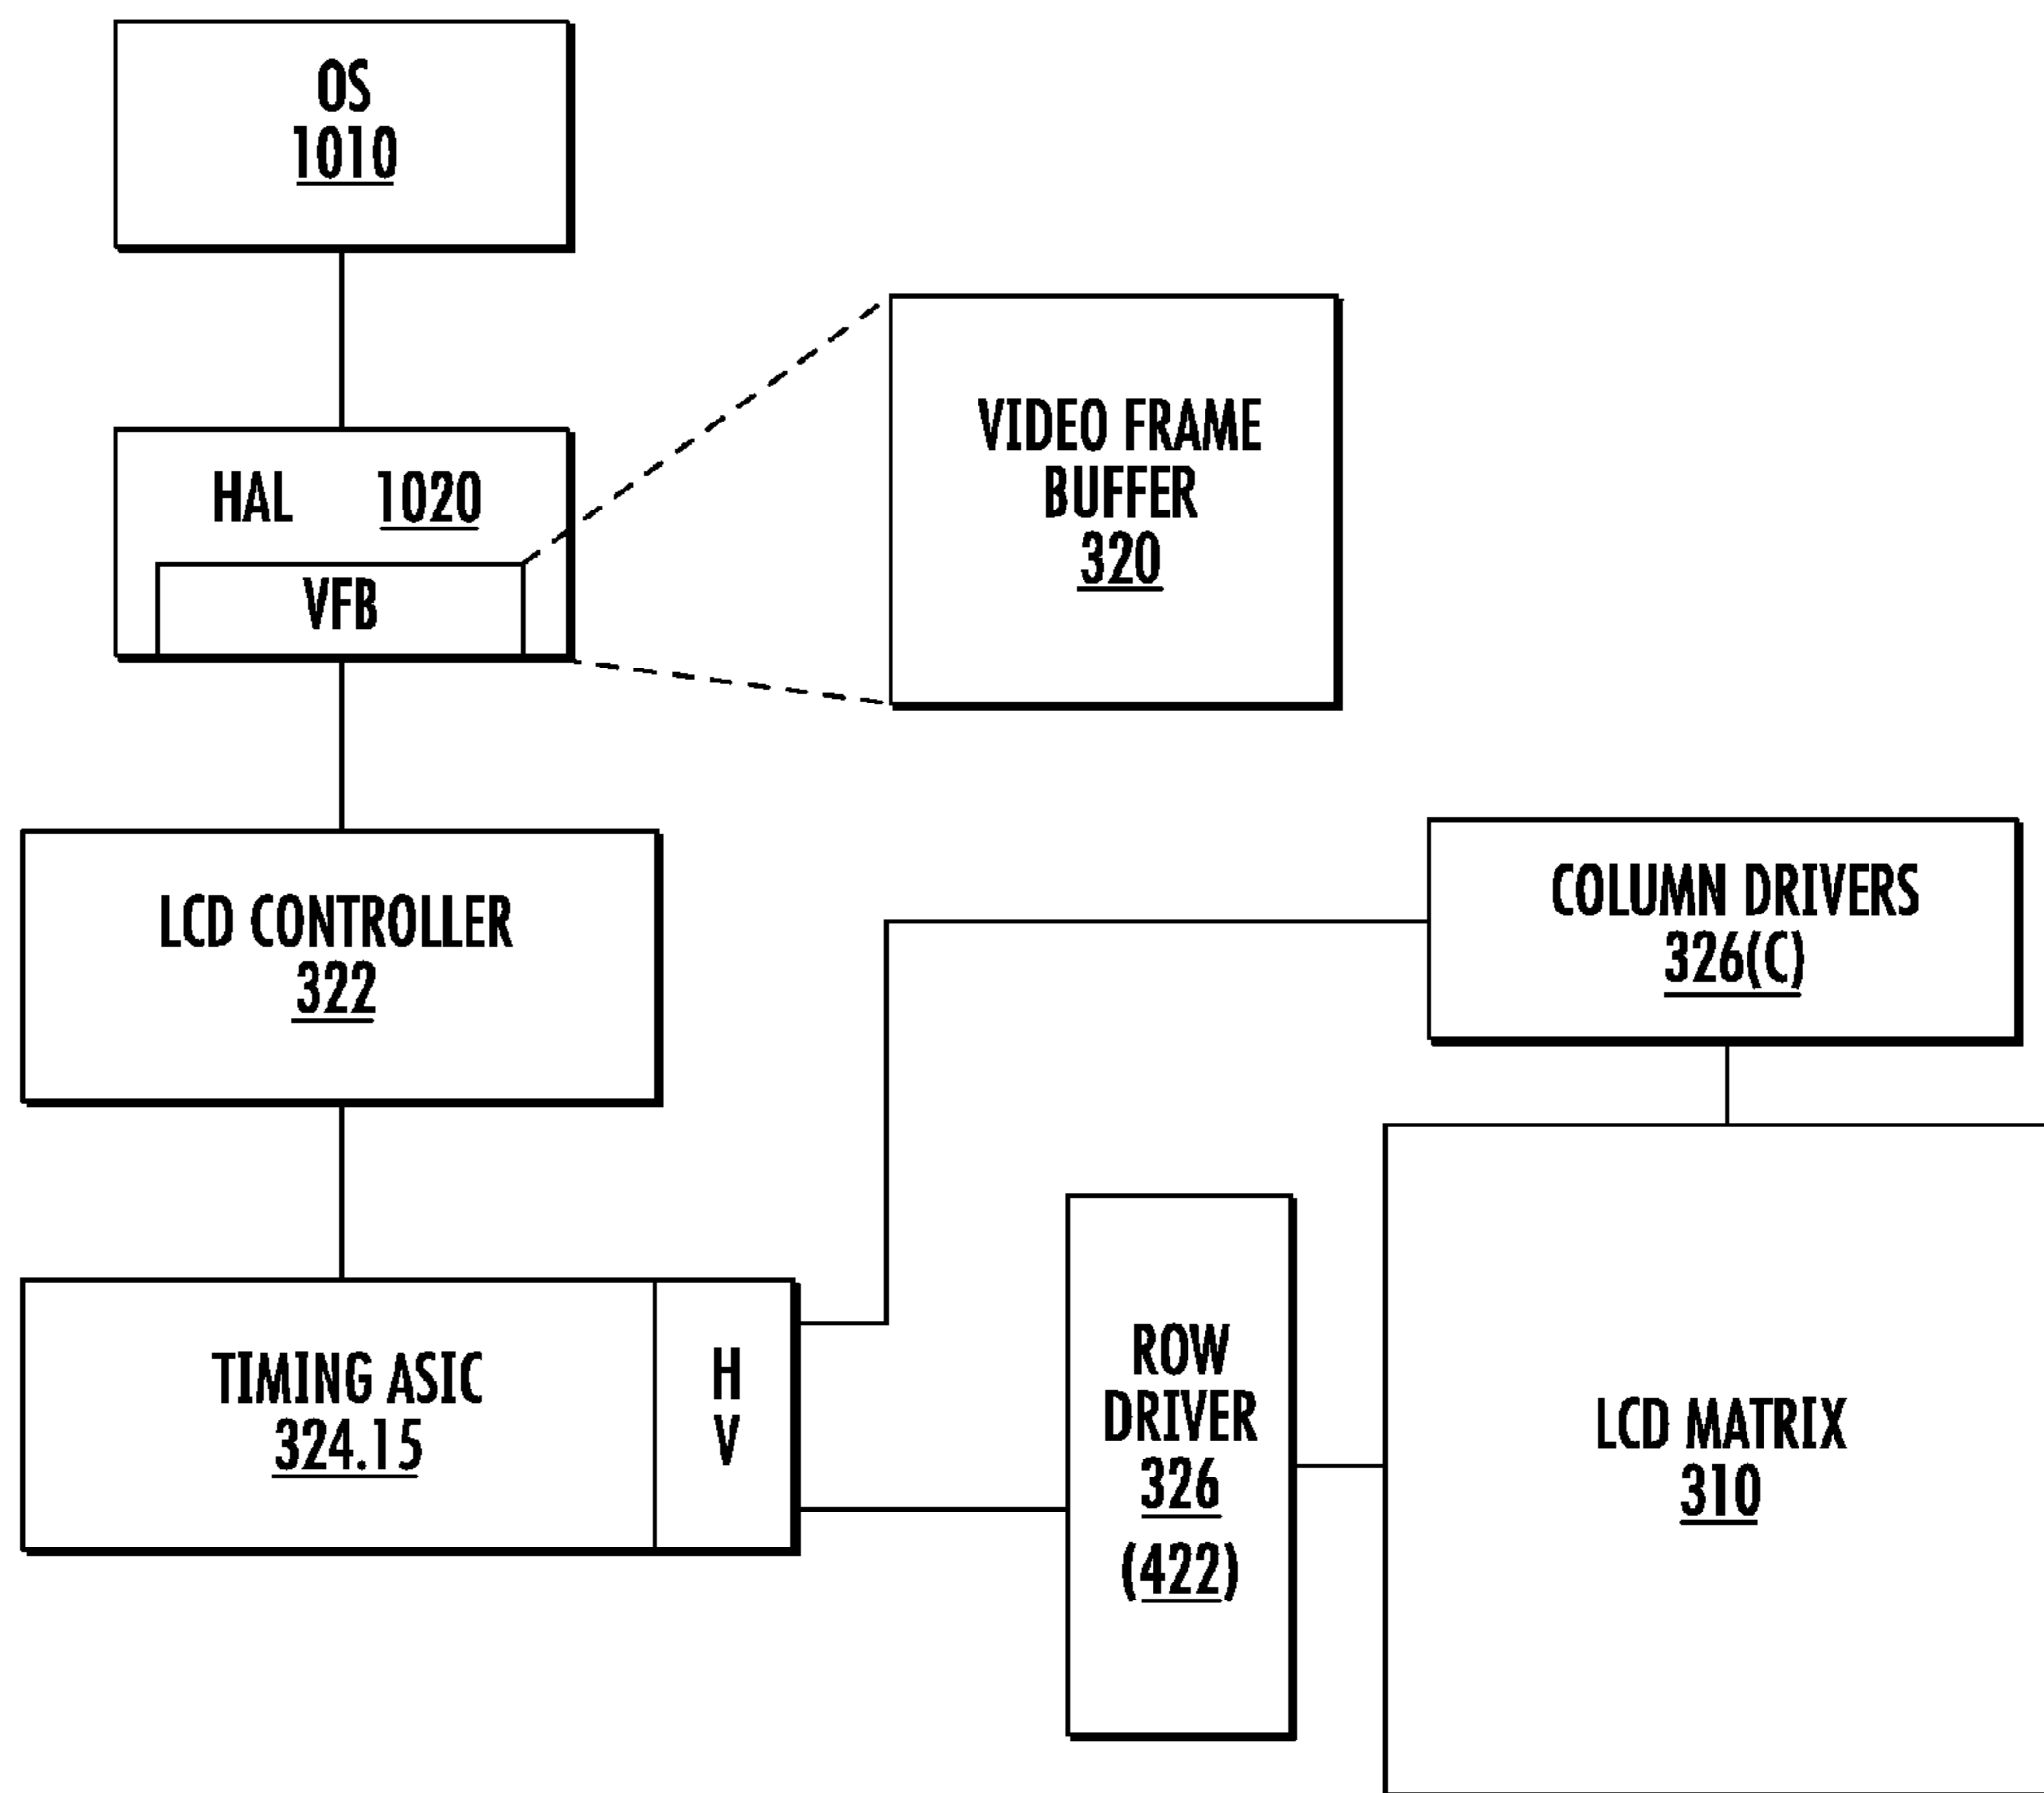 OS
1010
HAL 1020
VFB
VIDEO FRAME
BUFFER
320
LCD CONTROLLER
322
COLUMN DRIVERS
326(C)
TIMING ASIC
324.15
H
V
ROW
DRIVER
326
(422)
LCD MATRIX
310